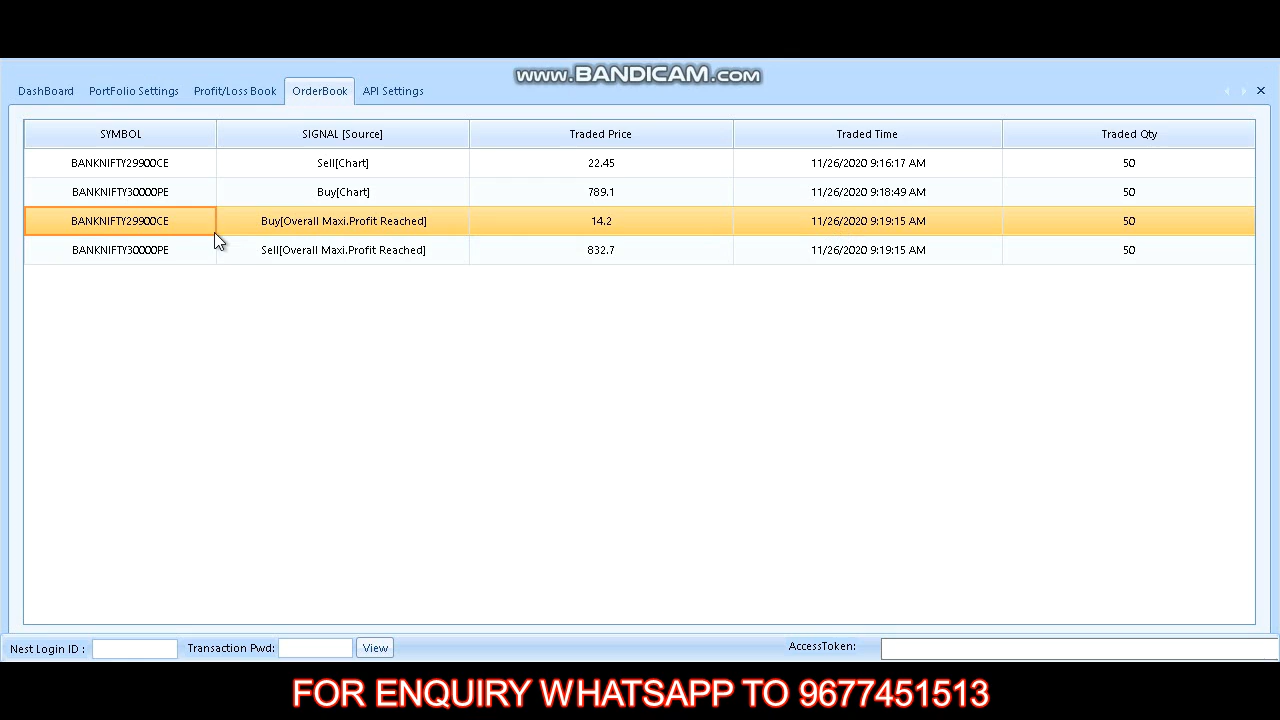 www.BANDICAM.com
DashBoard PortFolio Settings Profit/Loss Book OrderBook API Settings
SYMBOL SIGNAL [Source] Traded Price Traded Time Traded Qty
BANKNIFTY29900CE Sell[Chart] 22.45 11/26/2020 9:16:17 AM 50
BANKNIFTY30000PE Buy[Chart] 789.1 11/26/2020 9:18:49 AM 50
BANKNIFTY29900CE Buy[Overall Maxi.Profit Reached] 14.2 11/26/2020 9:19:15 AM 50
BANKNIFTY30000PE Sell[Overall Maxi.Profit Reached] 832.7 11/26/2020 9:19:15 AM 50
Nest Login ID : Transaction Pwd: View AccessToken:
FOR ENQUIRY WHATSAPP TO 9677451513